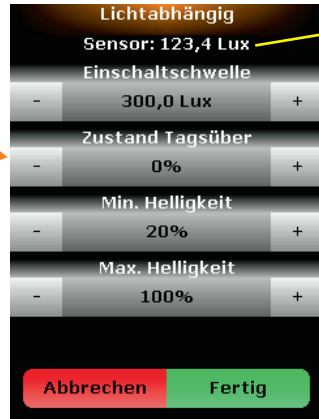 Lichtabhängig
Sensor: 123,4 Lux
Einschaltschwelle
- 300,0 Lux +
Zustand Tagsüber
- 0% +
Min. Helligkeit
- 20% +
Max. Helligkeit
- 100% +
Abbrechen Fertig